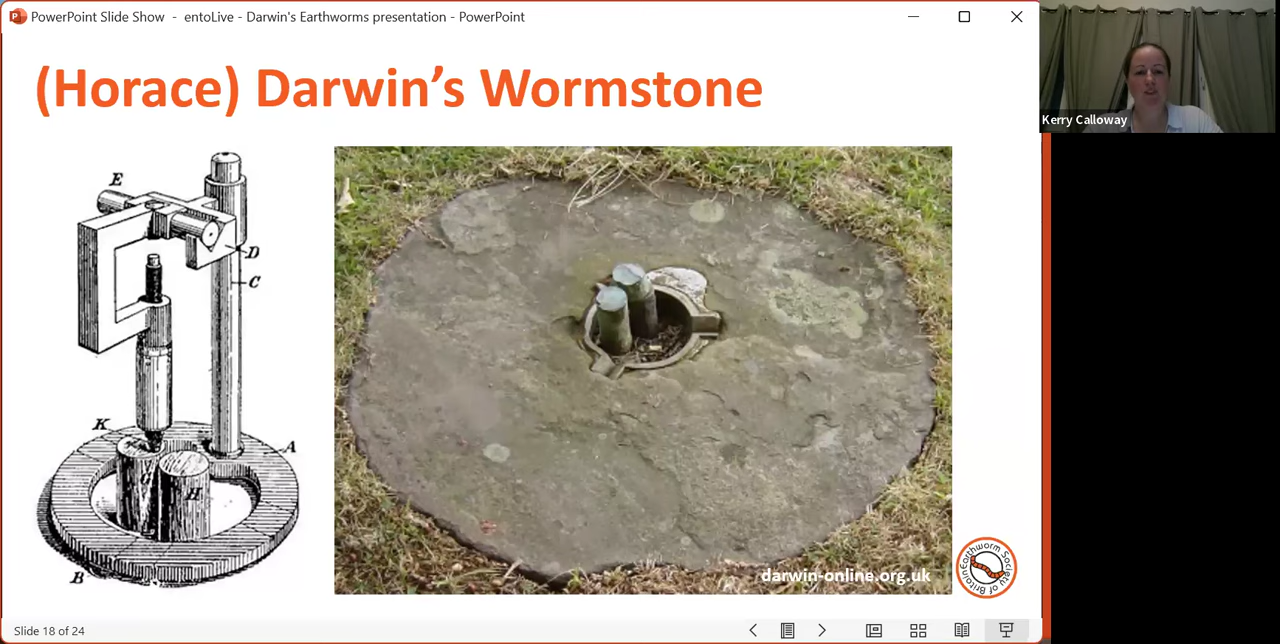 PowerPoint Slide Show - entoLive - Darwin's Earthworms presentation - PowerPoint
(Horace) Darwin's Wormstone
Kerry Calloway
E
D
C
K
A
G
H
B
darwin-online.org.uk
Earthworm Society of Britain
Slide 18 of 24